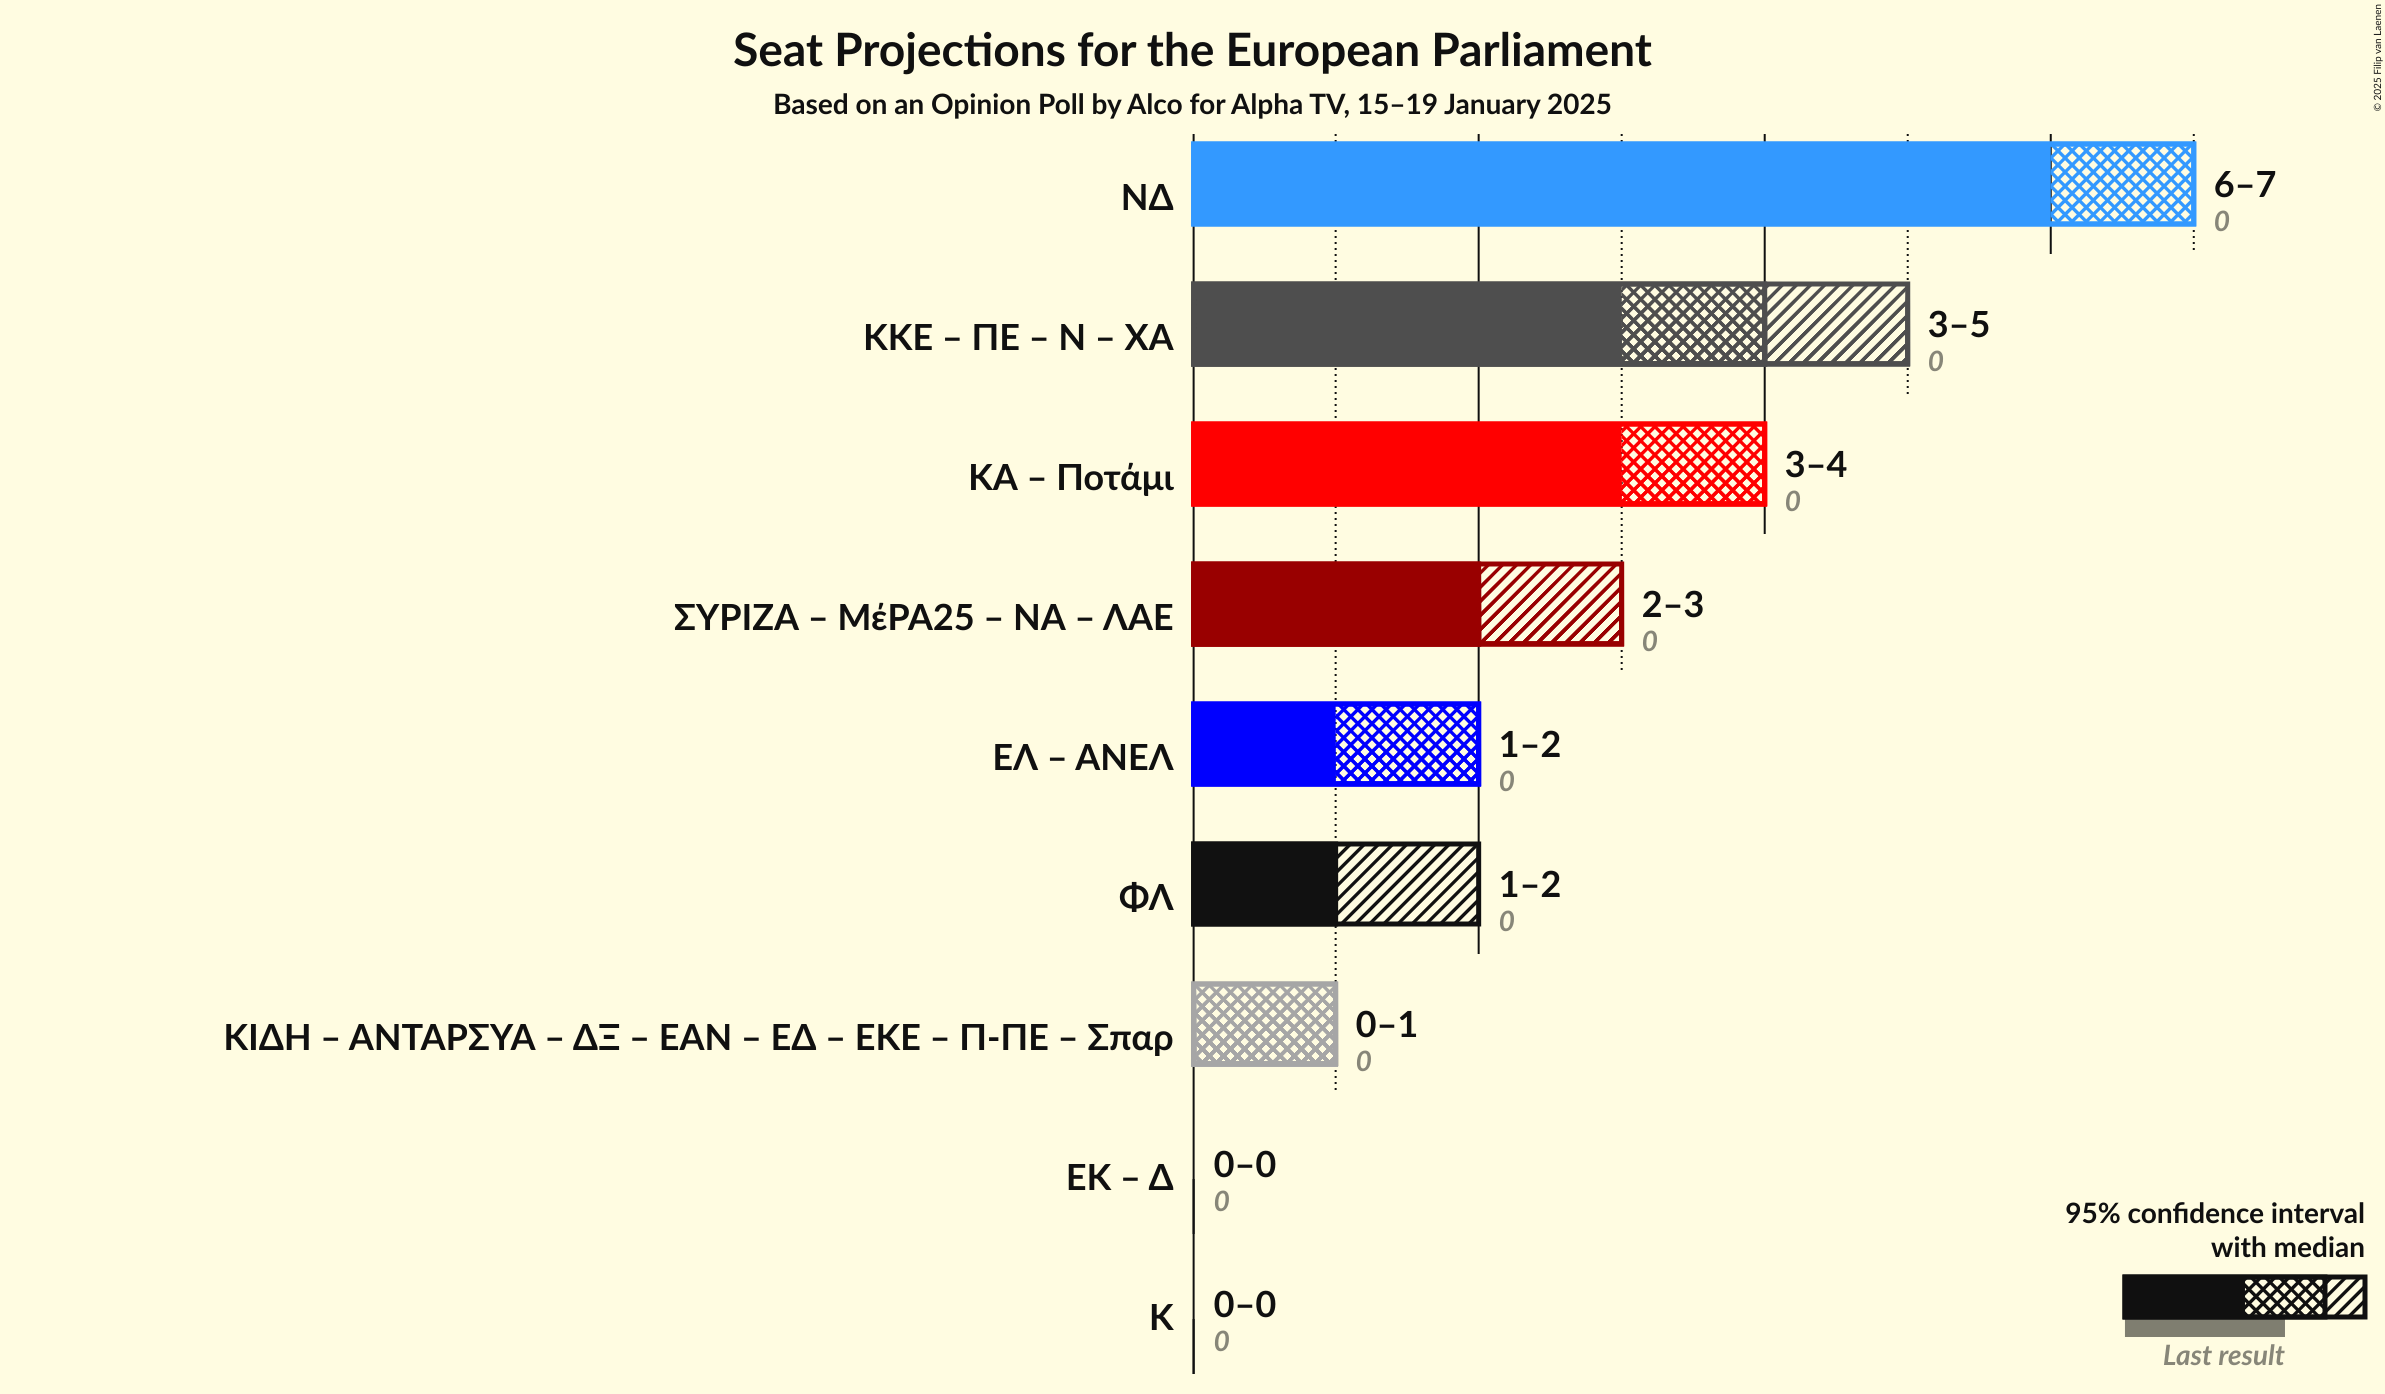 Seat Projections for the European Parliament
Based on an Opinion Poll by Alco for Alpha TV, 15–19 January 2025
© 2025 Filip van Laenen
ΝΔ
6–7
0
ΚΚΕ – ΠΕ – Ν – ΧΑ
3–5
0
ΚΑ – Ποτάμι
3–4
0
ΣΥΡΙΖΑ – ΜέΡΑ25 – ΝΑ – ΛΑΕ
2–3
0
ΕΛ – ΑΝΕΛ
1–2
0
ΦΛ
1–2
0
ΚΙΔΗ – ΑΝΤΑΡΣΥΑ – ΔΞ – ΕΑΝ – ΕΔ – ΕΚΕ – Π-ΠΕ – Σπαρ
0–1
0
ΕΚ – Δ
0–0
0
Κ
0–0
0
95% confidence interval
with median
Last result